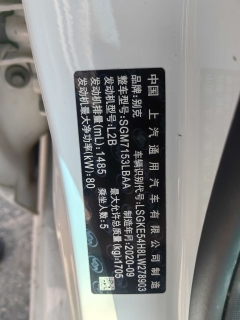 中国 上汽通用汽车有限公司制造
品牌:别克 车辆识别代号:LSGKE54H8LW278903
整车型号:SGM7153LBAA 制造年月:2020-09
发动机型号:L2B 最大允许总质量(kg):1705
发动机排量(mL):1485 乘坐人数:5
发动机最大净功率(kW):80